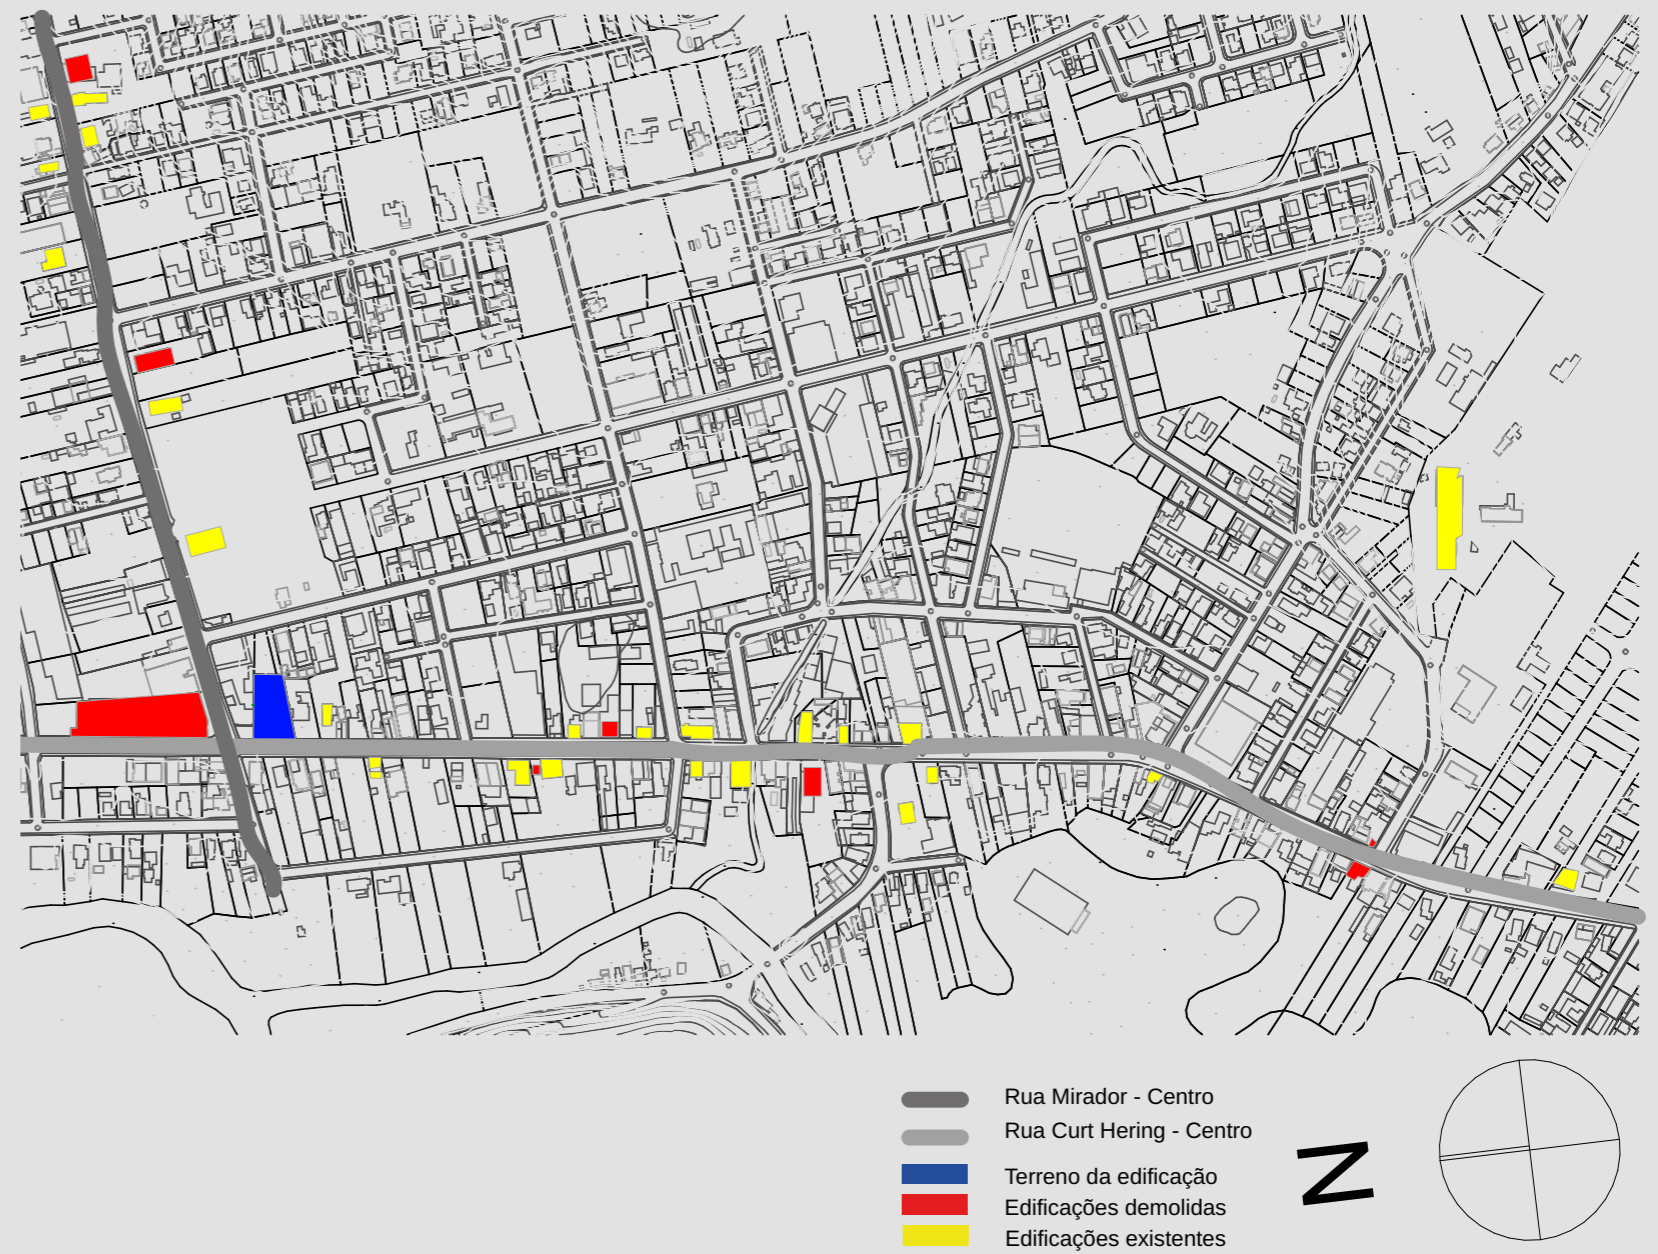 Rua Mirador - Centro
Rua Curt Hering - Centro
Terreno da edificação
Edificações demolidas
Edificações existentes
N